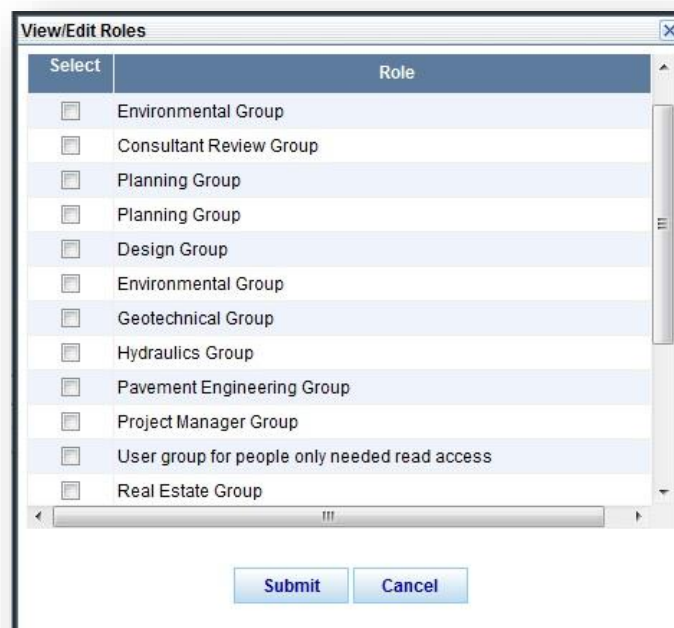 View/Edit Roles
Select Role
Environmental Group
Consultant Review Group
Planning Group
Planning Group
Design Group
Environmental Group
Geotechnical Group
Hydraulics Group
Pavement Engineering Group
Project Manager Group
User group for people only needed read access
Real Estate Group
Submit Cancel